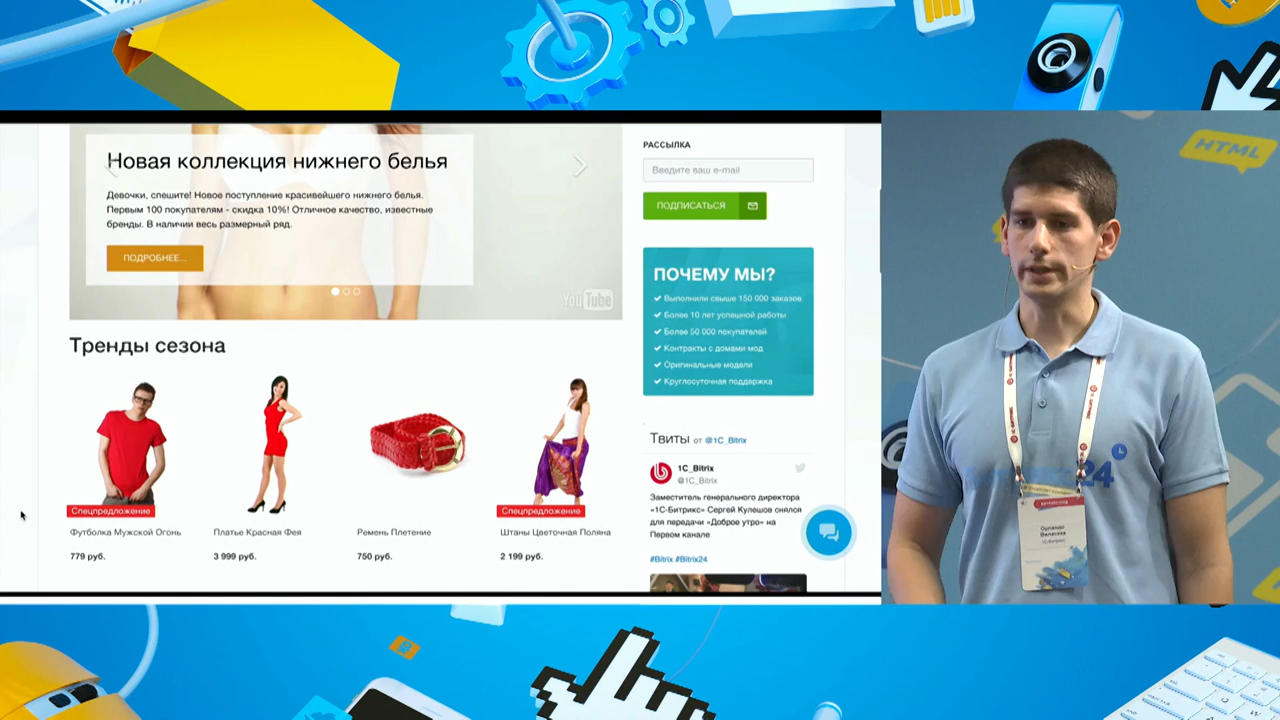 Новая коллекция нижнего белья
Девочки, спешите! Новое поступление красивейшего нижнего белья.
Первым 100 покупателям - скидка 10%! Отличное качество, известные
бренды. В наличии весь размерный ряд.
ПОДРОБНЕЕ...
YouTube
Тренды сезона
Спецпредложение
Футболка Мужской Огонь
779 руб.
Платье Красная Фея
3 999 руб.
Ремень Плетение
750 руб.
Спецпредложение
Штаны Цветочная Поляна
2 199 руб.
РАССЫЛКА
Введите ваш e-mail
ПОДПИСАТЬСЯ
ПОЧЕМУ МЫ?
Выполнили свыше 150 000 заказов
Более 10 лет успешной работы
Более 50 000 покупателей
Контракты с домами мод
Оригинальные модели
Круглосуточная поддержка
Твиты от @1C_Bitrix
1C_Bitrix
@1C_Bitrix
Заместитель генерального директора
«1С-Битрикс» Сергей Кулешов снялся
для передачи «Доброе утро» на
Первом канале
#Bitrix #Bitrix24
HTML
24